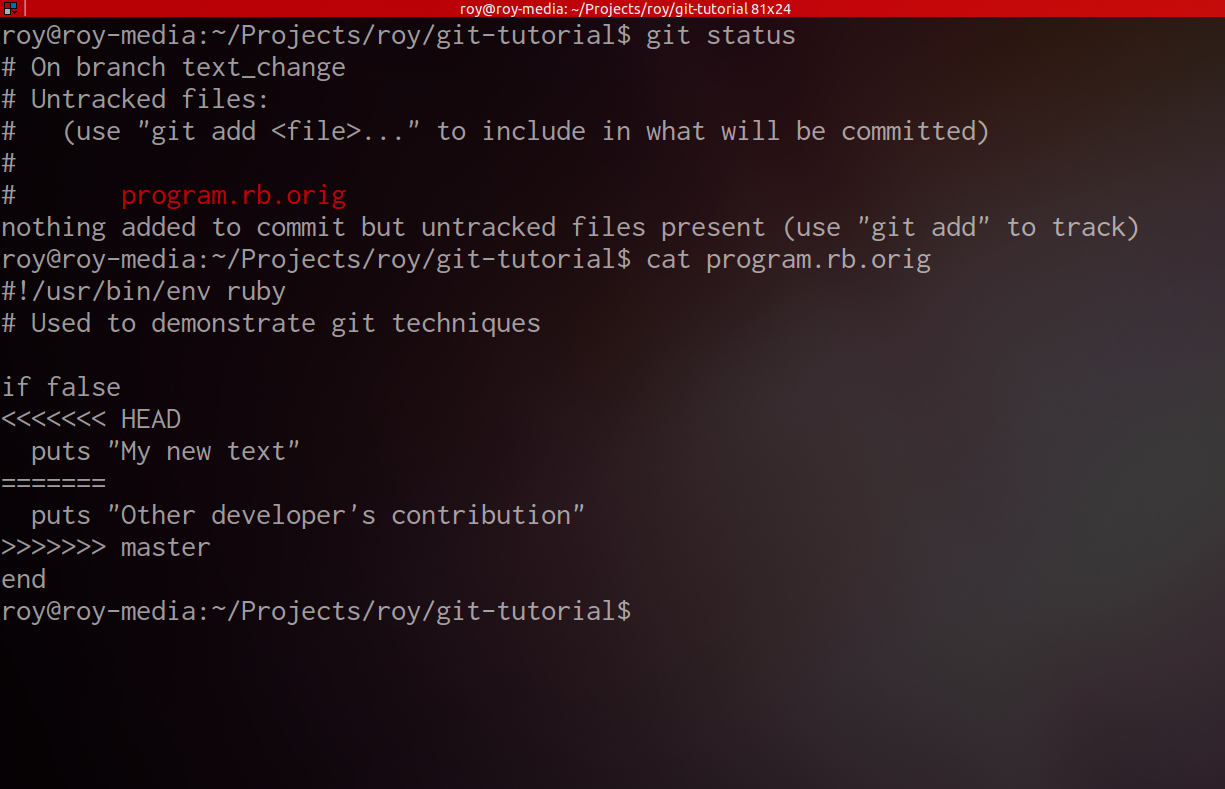 roy@roy-media: ~/Projects/roy/git-tutorial 81x24
roy@roy-media:~/Projects/roy/git-tutorial$ git status
# On branch text_change
# Untracked files:
#   (use "git add <file>..." to include in what will be committed)
#
#       program.rb.orig
nothing added to commit but untracked files present (use "git add" to track)
roy@roy-media:~/Projects/roy/git-tutorial$ cat program.rb.orig
#!/usr/bin/env ruby
# Used to demonstrate git techniques

if false
<<<<<<< HEAD
  puts "My new text"
=======
  puts "Other developer's contribution"
>>>>>>> master
end
roy@roy-media:~/Projects/roy/git-tutorial$